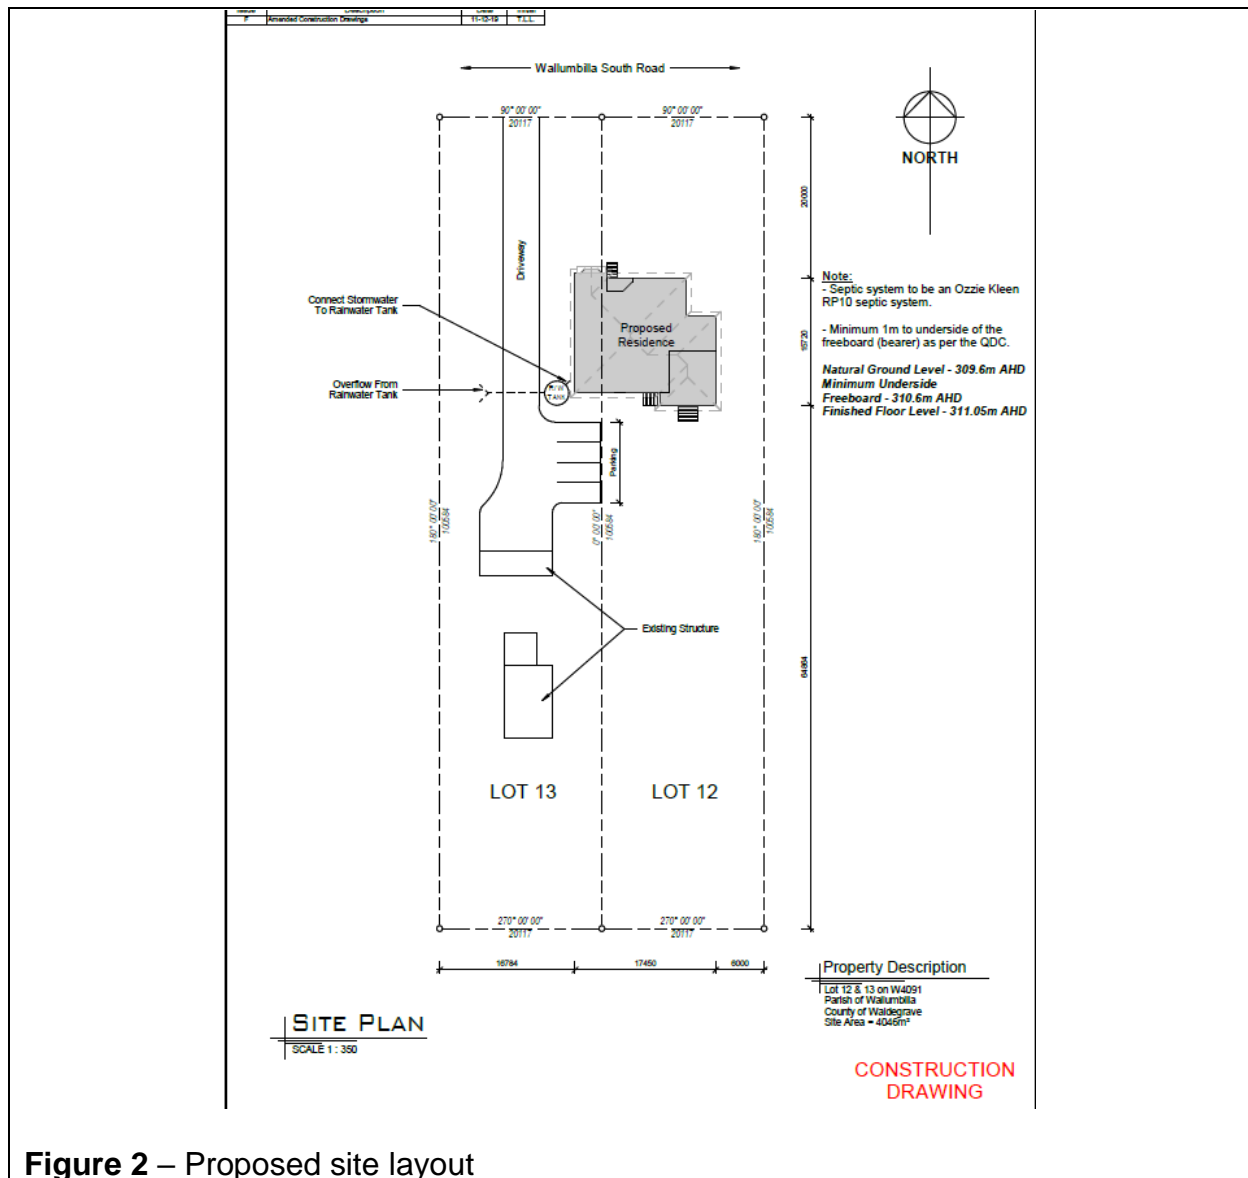 Issue Description Date Initial
F Amended Construction Drawings 11-12-19 T.L.L.
Wallumbilla South Road
90° 00' 00"
20117
90° 00' 00"
20117
NORTH
20000
Driveway
Connect Stormwater
To Rainwater Tank
Proposed
Residence
15720
Overflow From
Rainwater Tank
R/W
TANK
Note:
- Septic system to be an Ozzie Kleen
RP10 septic system.
- Minimum 1m to underside of the
freeboard (bearer) as per the QDC.
Natural Ground Level - 309.6m AHD
Minimum Underside
Freeboard - 310.6m AHD
Finished Floor Level - 311.05m AHD
Parking
180° 00' 00"
100584
0° 00' 00"
100584
180° 00' 00"
100584
Existing Structure
64864
LOT 13
LOT 12
270° 00' 00"
20117
270° 00' 00"
20117
16784
17450
6000
Property Description
Lot 12 & 13 on W4091
Parish of Wallumbilla
County of Waldegrave
Site Area = 4046m²
SITE PLAN
SCALE 1 : 350
CONSTRUCTION
DRAWING
Figure 2 – Proposed site layout